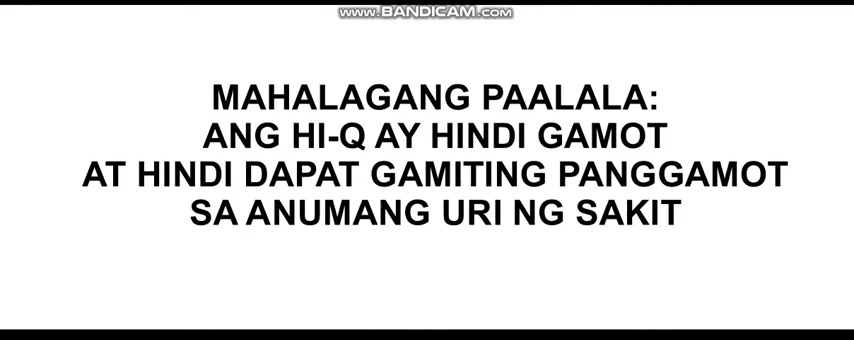 www.BANDICAM.com
MAHALAGANG PAALALA:
ANG HI-Q AY HINDI GAMOT
AT HINDI DAPAT GAMITING PANGGAMOT
SA ANUMANG URI NG SAKIT